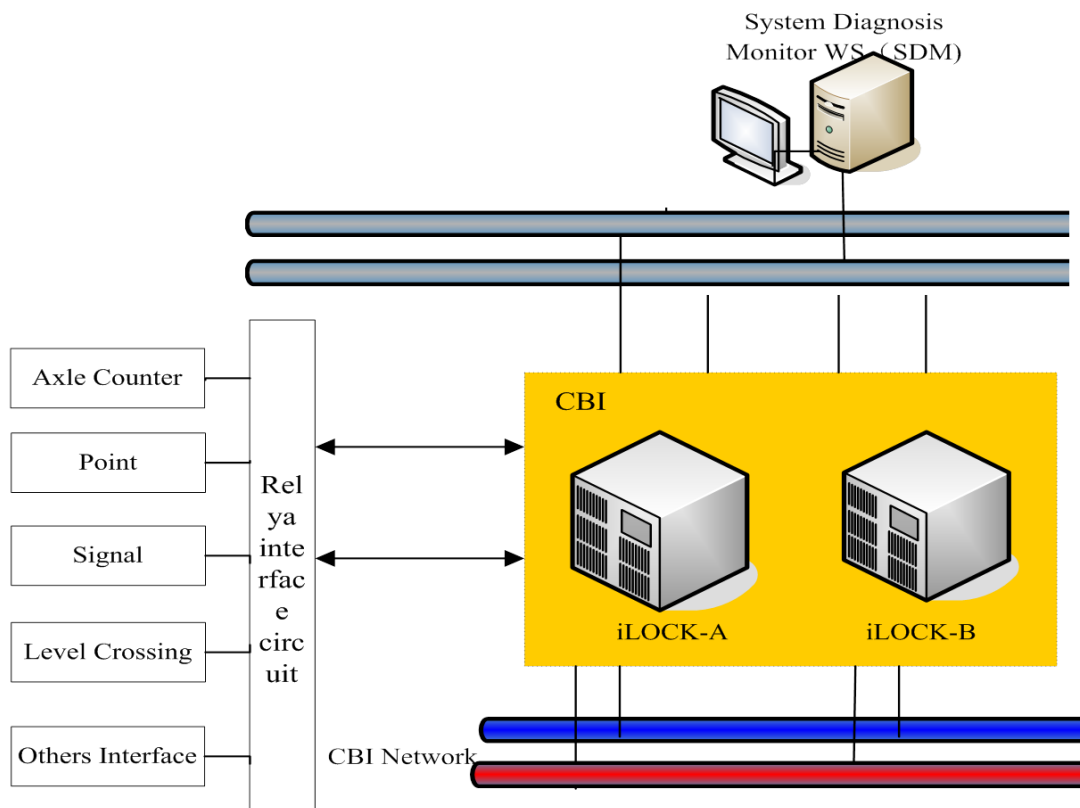 System Diagnosis
Monitor WS（SDM)
Axle Counter
Point
Signal
Level Crossing
Others Interface
Rel
ya
inte
rfac
e
circ
uit
CBI
iLOCK-A
iLOCK-B
CBI Network